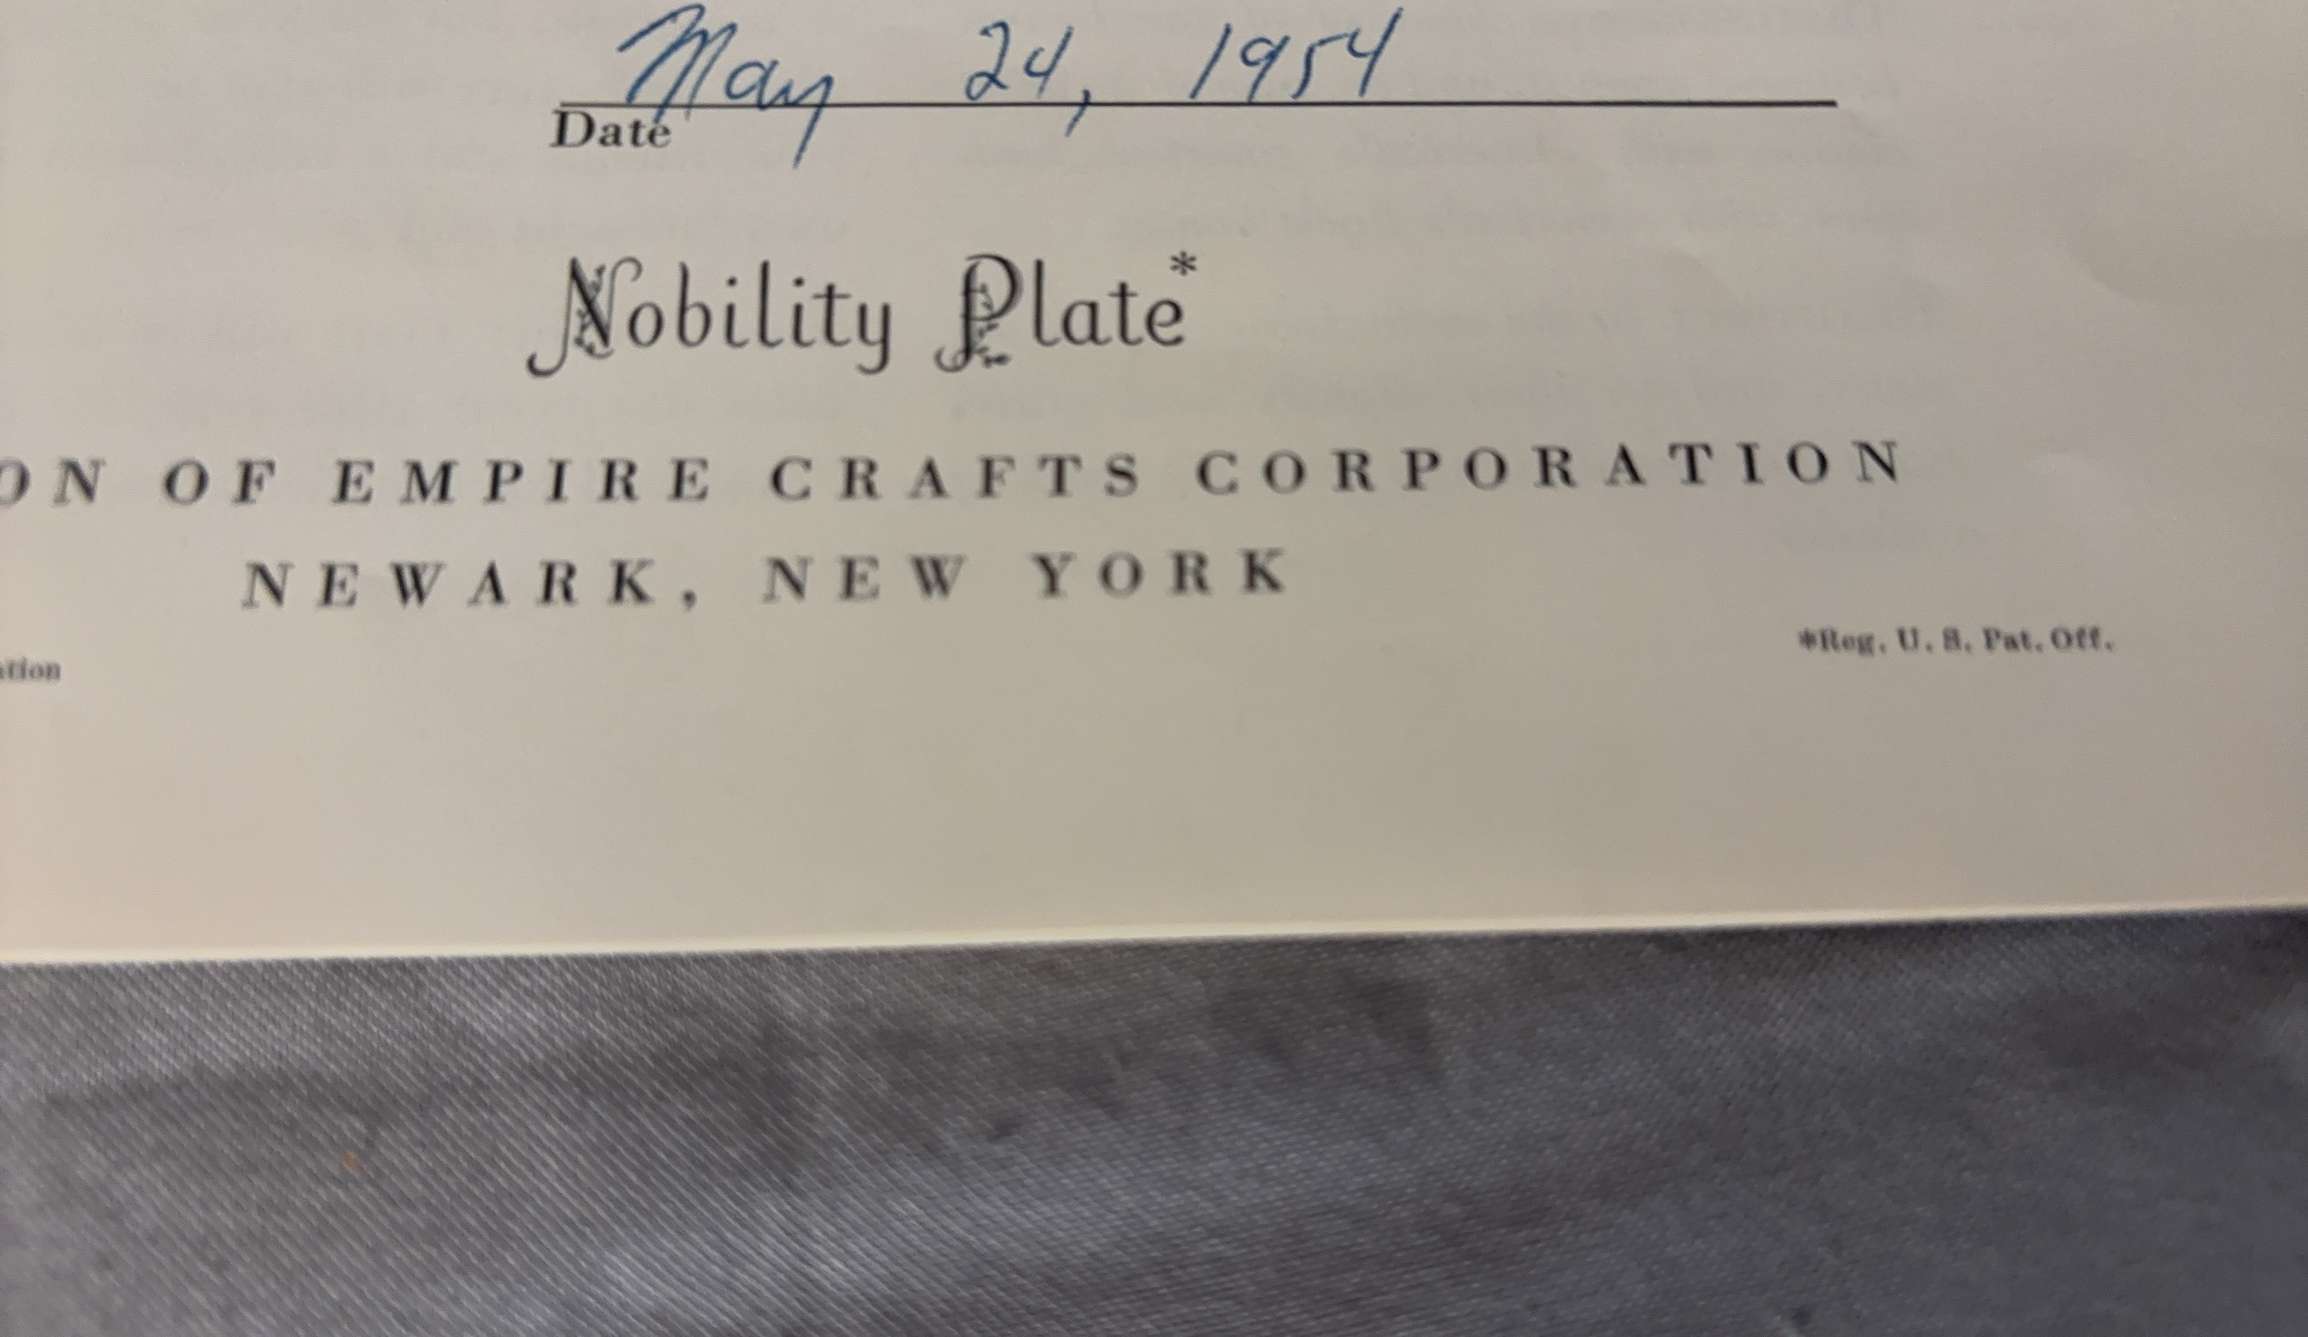 May 24, 1954
Date
Nobility Plate*
ON OF EMPIRE CRAFTS CORPORATION
NEWARK, NEW YORK
*Reg. U. S. Pat. Off.
tion